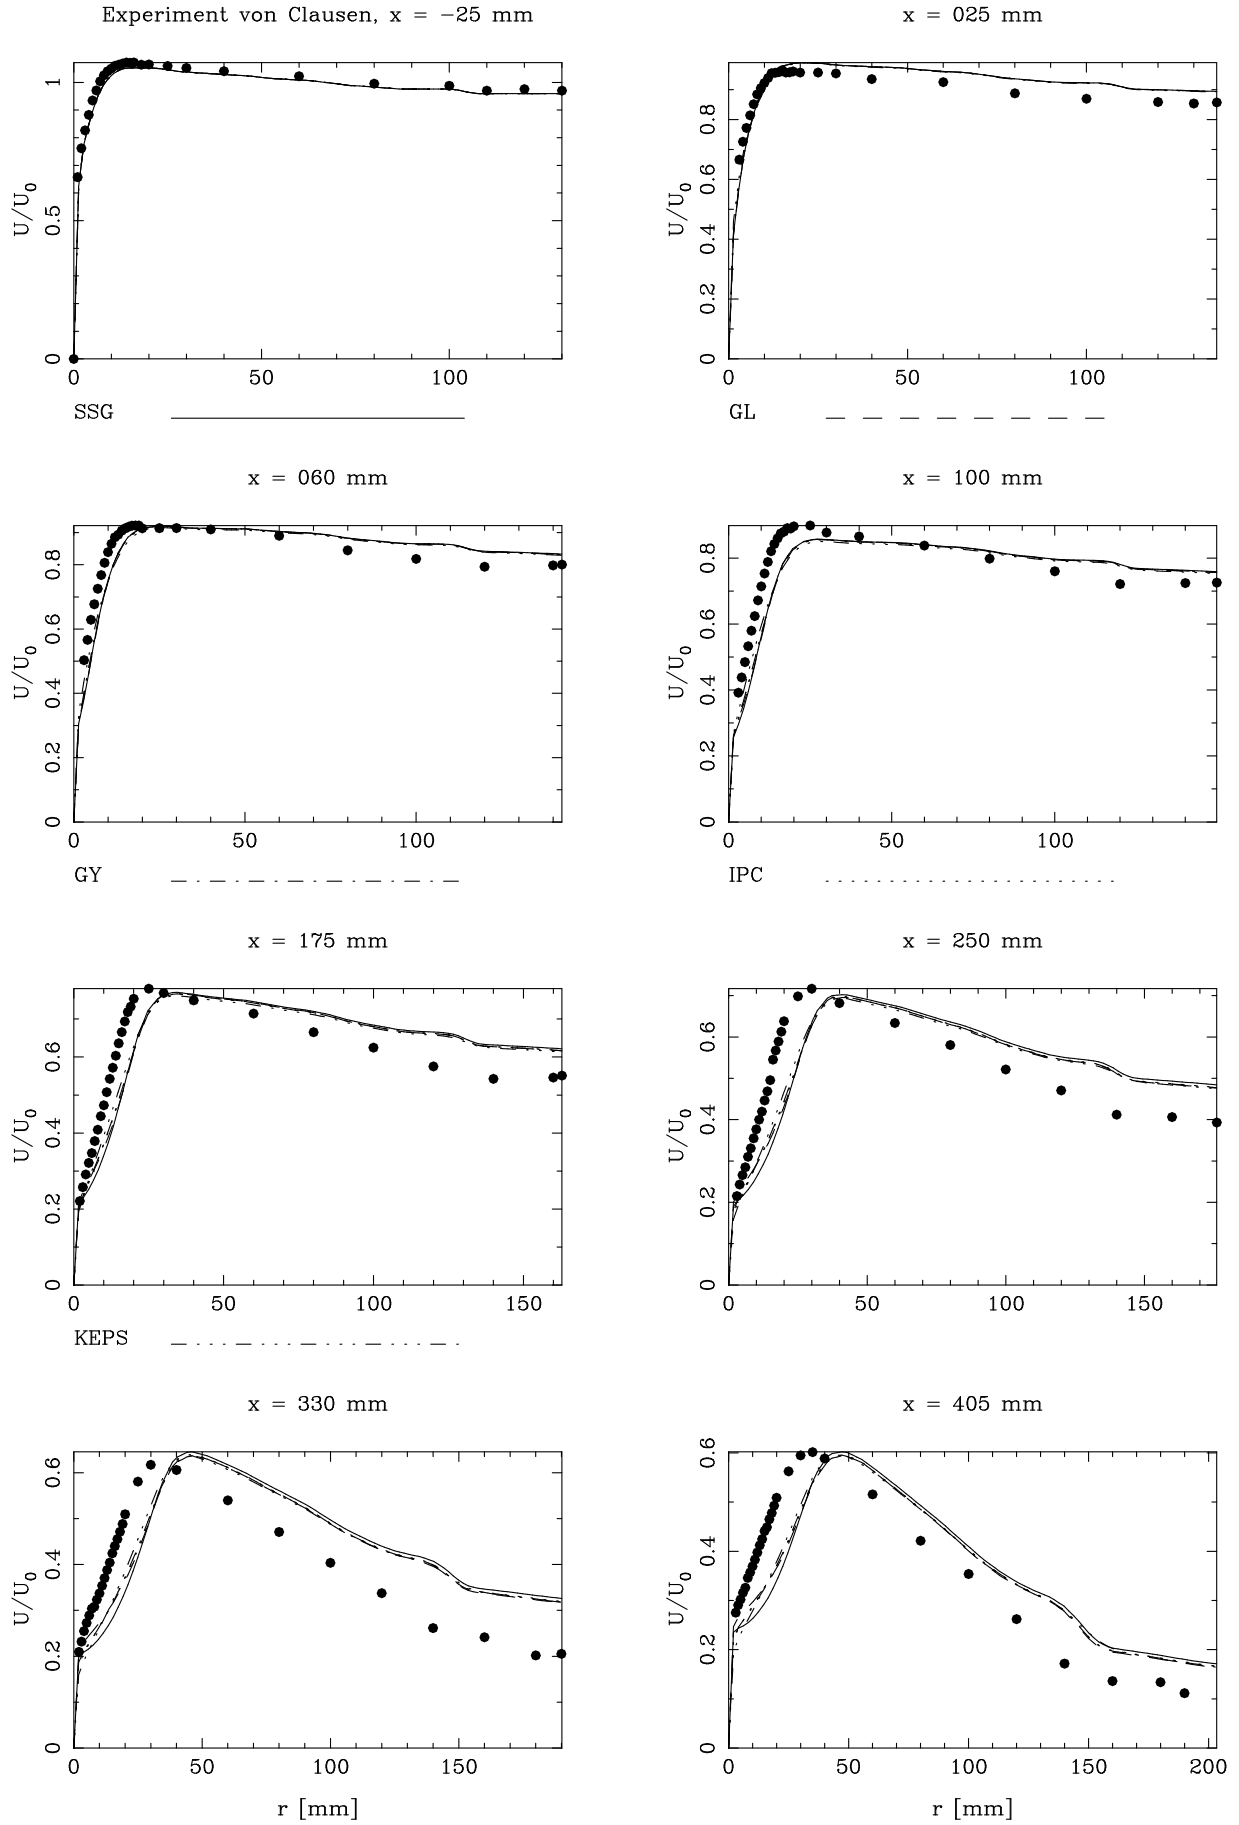 Experiment von Clausen, x = −25 mm
x = 025 mm
U/U0
1
0.5
0
0 50 100
U/U0
0.8
0.6
0.4
0.2
0
0 50 100
SSG
GL
x = 060 mm
x = 100 mm
U/U0
0.8
0.6
0.4
0.2
0
0 50 100
U/U0
0.8
0.6
0.4
0.2
0
0 50 100
GY
IPC
x = 175 mm
x = 250 mm
U/U0
0.6
0.4
0.2
0
0 50 100 150
U/U0
0.6
0.4
0.2
0
0 50 100 150
KEPS
x = 330 mm
x = 405 mm
U/U0
0.6
0.4
0.2
0
0 50 100 150
r [mm]
U/U0
0.6
0.4
0.2
0
0 50 100 150 200
r [mm]